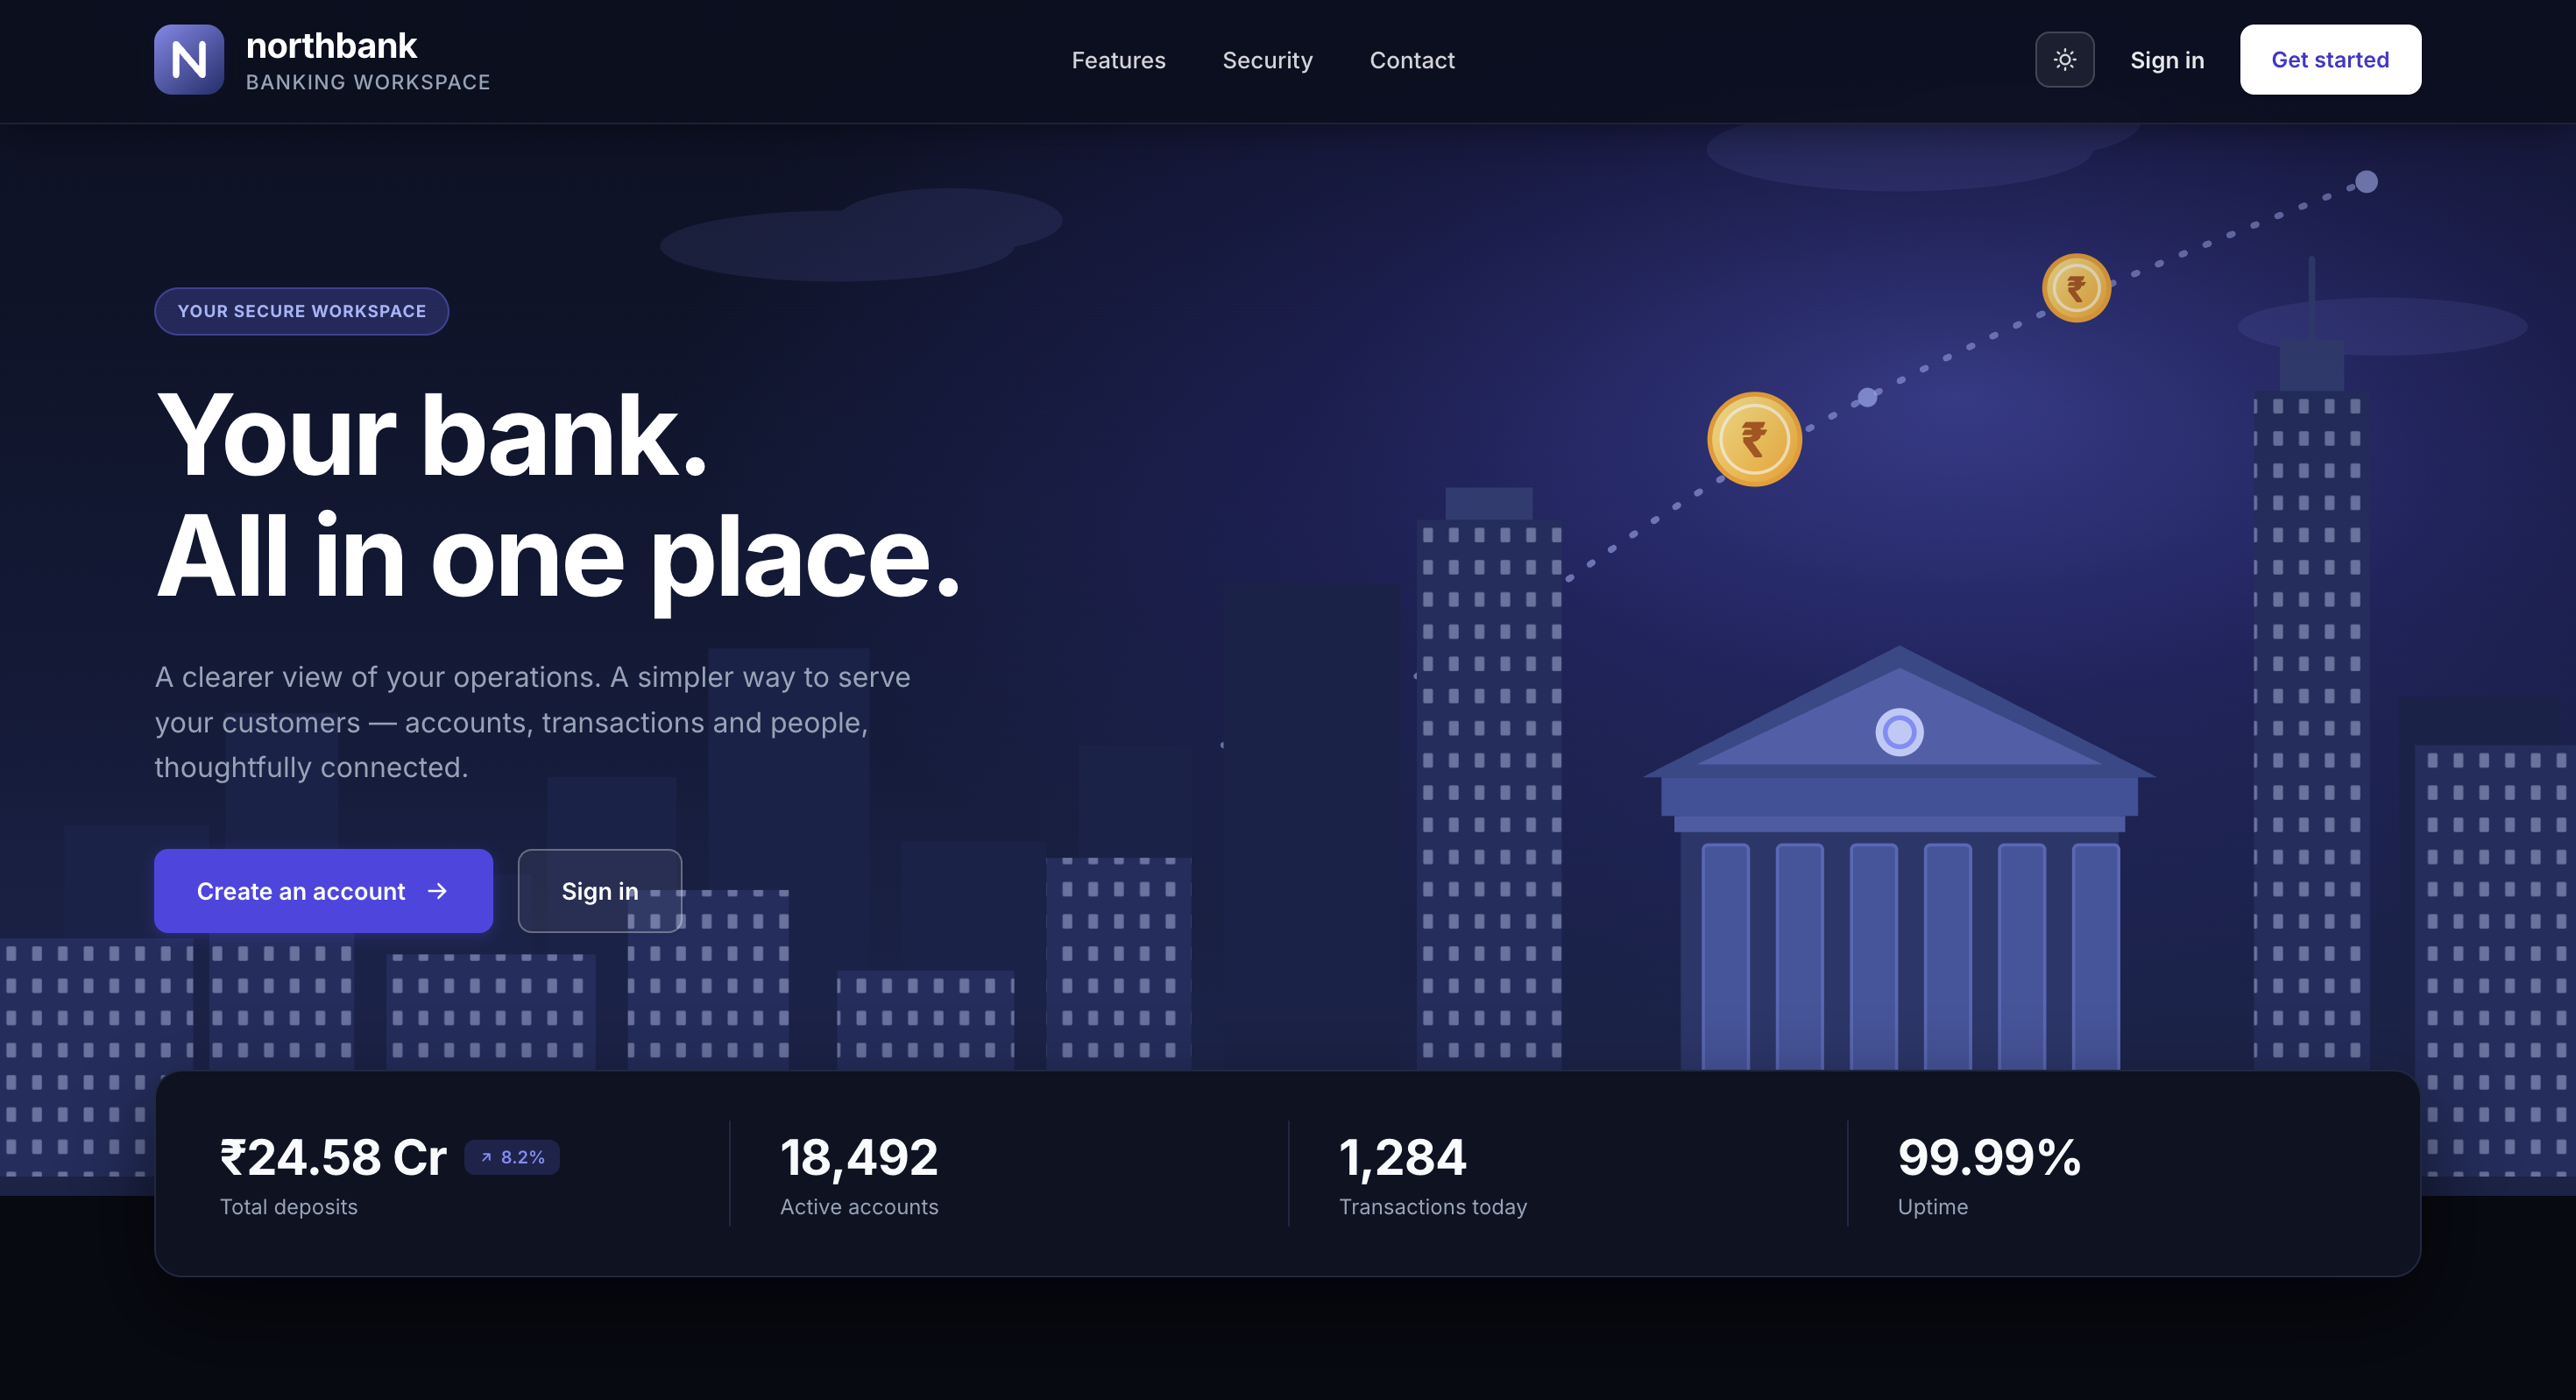 northbank
BANKING WORKSPACE
Features
Security
Contact
Sign in
Get started
YOUR SECURE WORKSPACE
Your bank.
All in one place.
A clearer view of your operations. A simpler way to serve
your customers — accounts, transactions and people,
thoughtfully connected.
Create an account →
Sign in
₹
₹
₹24.58 Cr
↗ 8.2%
Total deposits
18,492
Active accounts
1,284
Transactions today
99.99%
Uptime